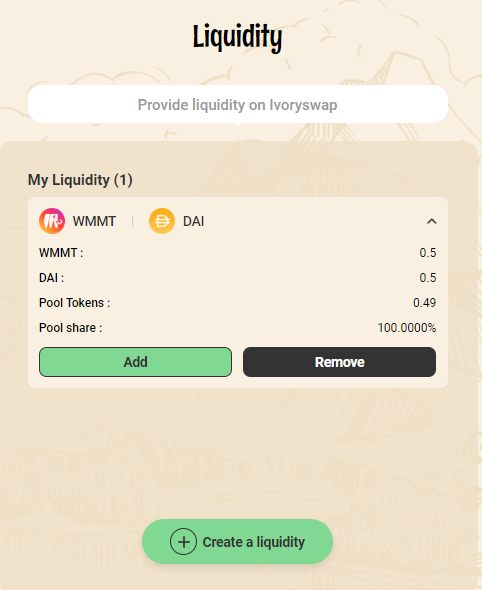 Liquidity
Provide liquidity on Ivoryswap
My Liquidity (1)
WMMT | DAI
WMMT : 0.5
DAI : 0.5
Pool Tokens : 0.49
Pool share : 100.0000%
Add Remove
Create a liquidity